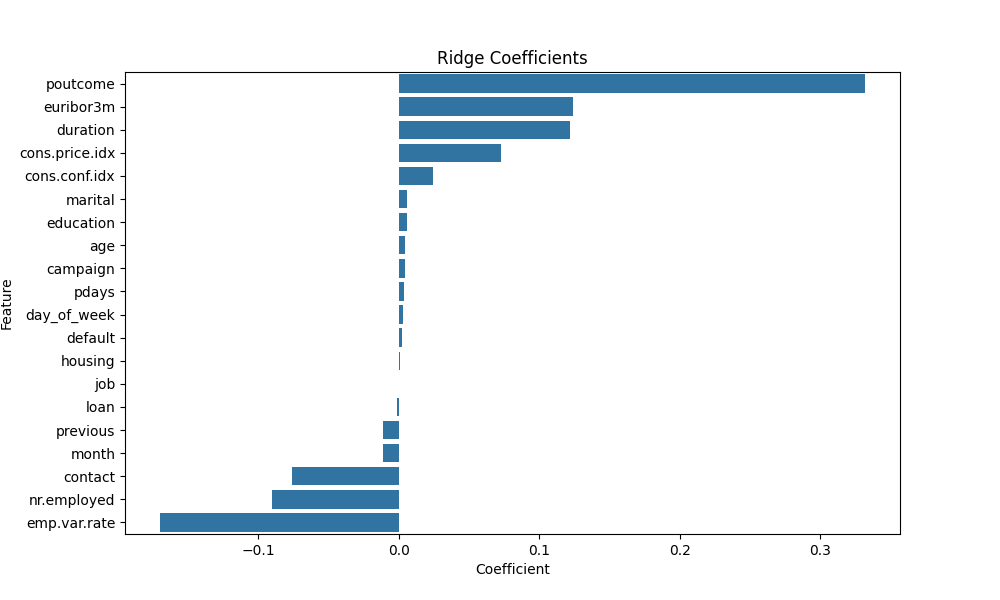 Ridge Coefficients
poutcome
euribor3m
duration
cons.price.idx
cons.conf.idx
marital
education
age
campaign
pdays
day_of_week
default
housing
job
loan
previous
month
contact
nr.employed
emp.var.rate
Feature
−0.1 0.0 0.1 0.2 0.3
Coefficient